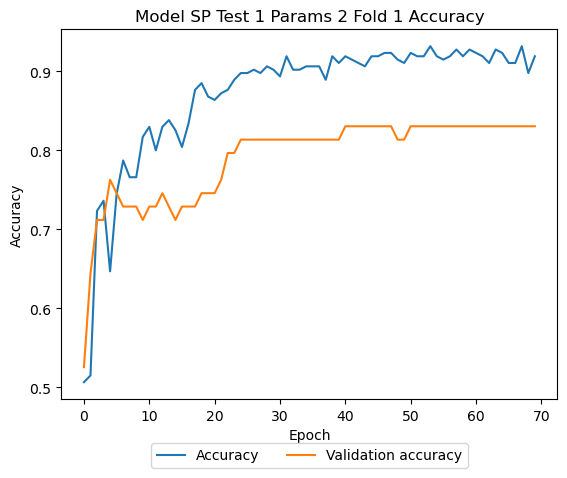 Model SP Test 1 Params 2 Fold 1 Accuracy
Accuracy
0.9
0.8
0.7
0.6
0.5
0 10 20 30 40 50 60 70
Epoch
Accuracy Validation accuracy